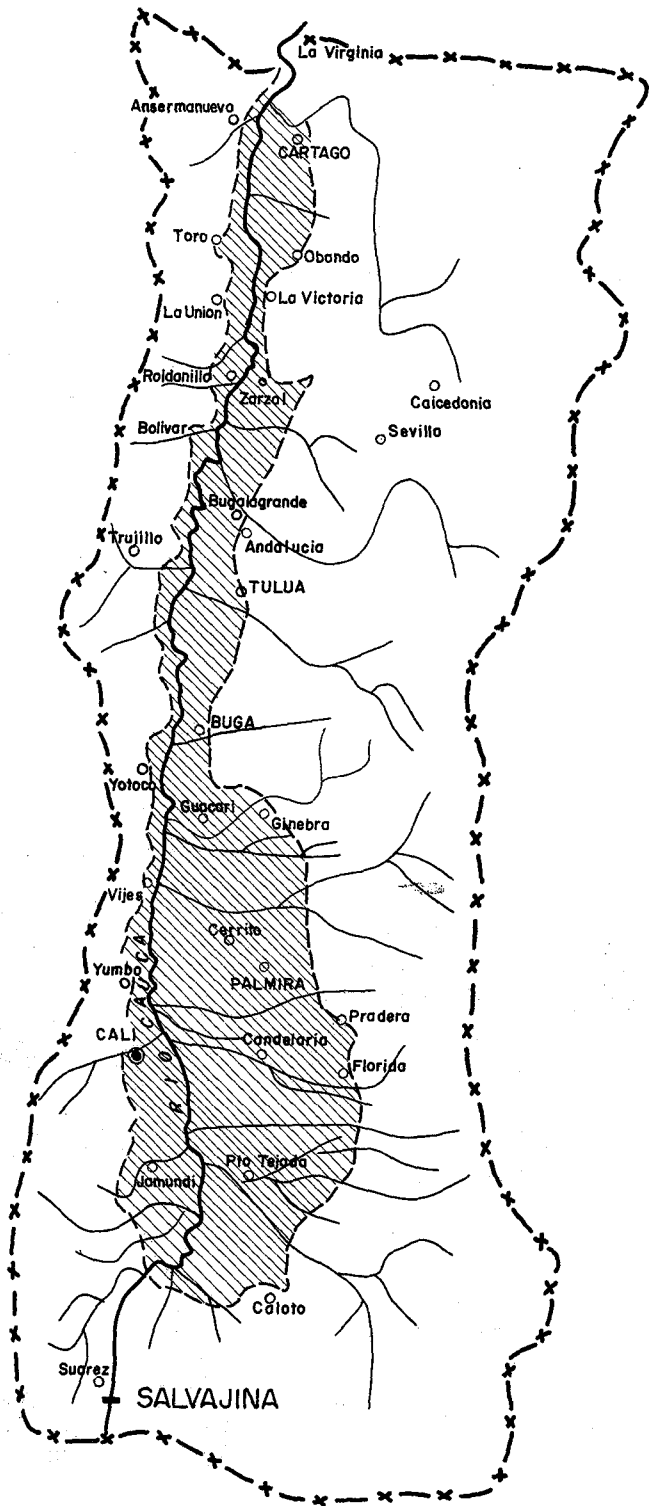 La Virginia
Ansermanuevo
CARTAGO
Toro
Obando
La Union
La Victoria
Roldanillo
Zarzal
Caicedonia
Bolivar
Sevilla
Bugalagrande
Trujillo
Andalucia
TULUA
BUGA
Yotoco
Guacari
Ginebra
Vijes
Cerrito
Yumbo
PALMIRA
RIO CAUCA
Pradera
CALI
Candelaria
Florida
Jamundi
Pto Tejada
Caloto
Suarez
SALVAJINA